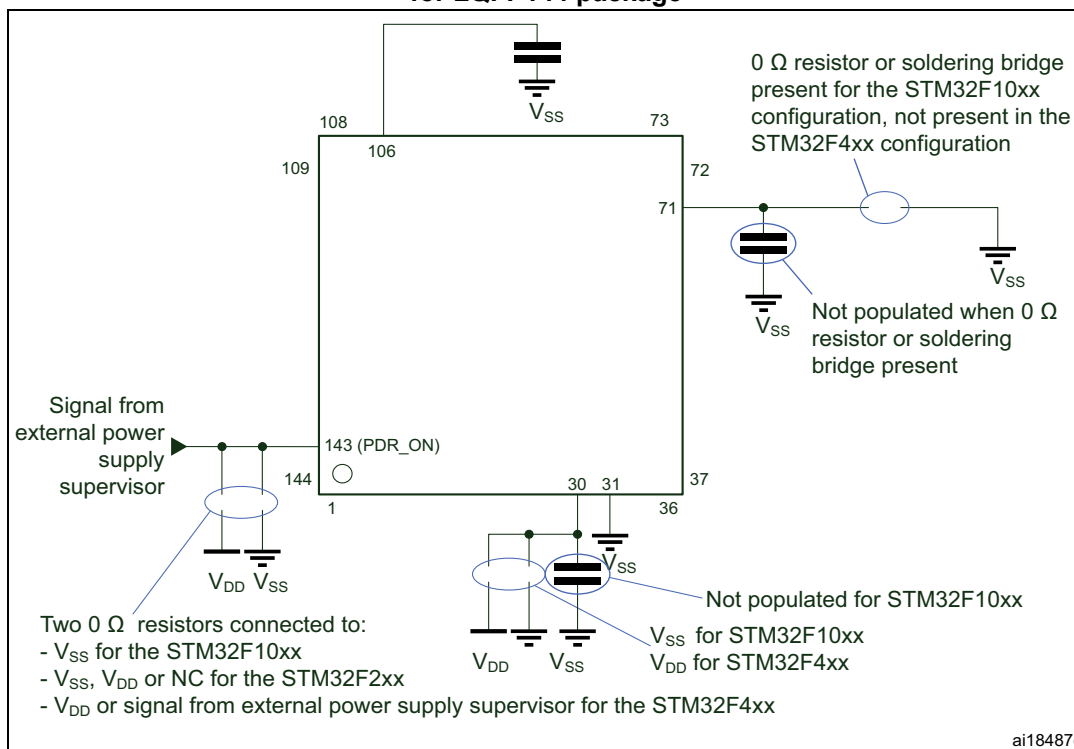 108
106
73
V_SS
0 Ω resistor or soldering bridge
present for the STM32F10xx
configuration, not present in the
STM32F4xx configuration
109
72
71
V_SS
V_SS
Not populated when 0 Ω
resistor or soldering
bridge present
Signal from
external power
supply
supervisor
143 (PDR_ON)
144
1
30
31
37
36
V_DD
V_SS
V_SS
Not populated for STM32F10xx
V_DD
V_SS
V_SS for STM32F10xx
V_DD for STM32F4xx
Two 0 Ω resistors connected to:
- V_SS for the STM32F10xx
- V_SS, V_DD or NC for the STM32F2xx
- V_DD or signal from external power supply supervisor for the STM32F4xx